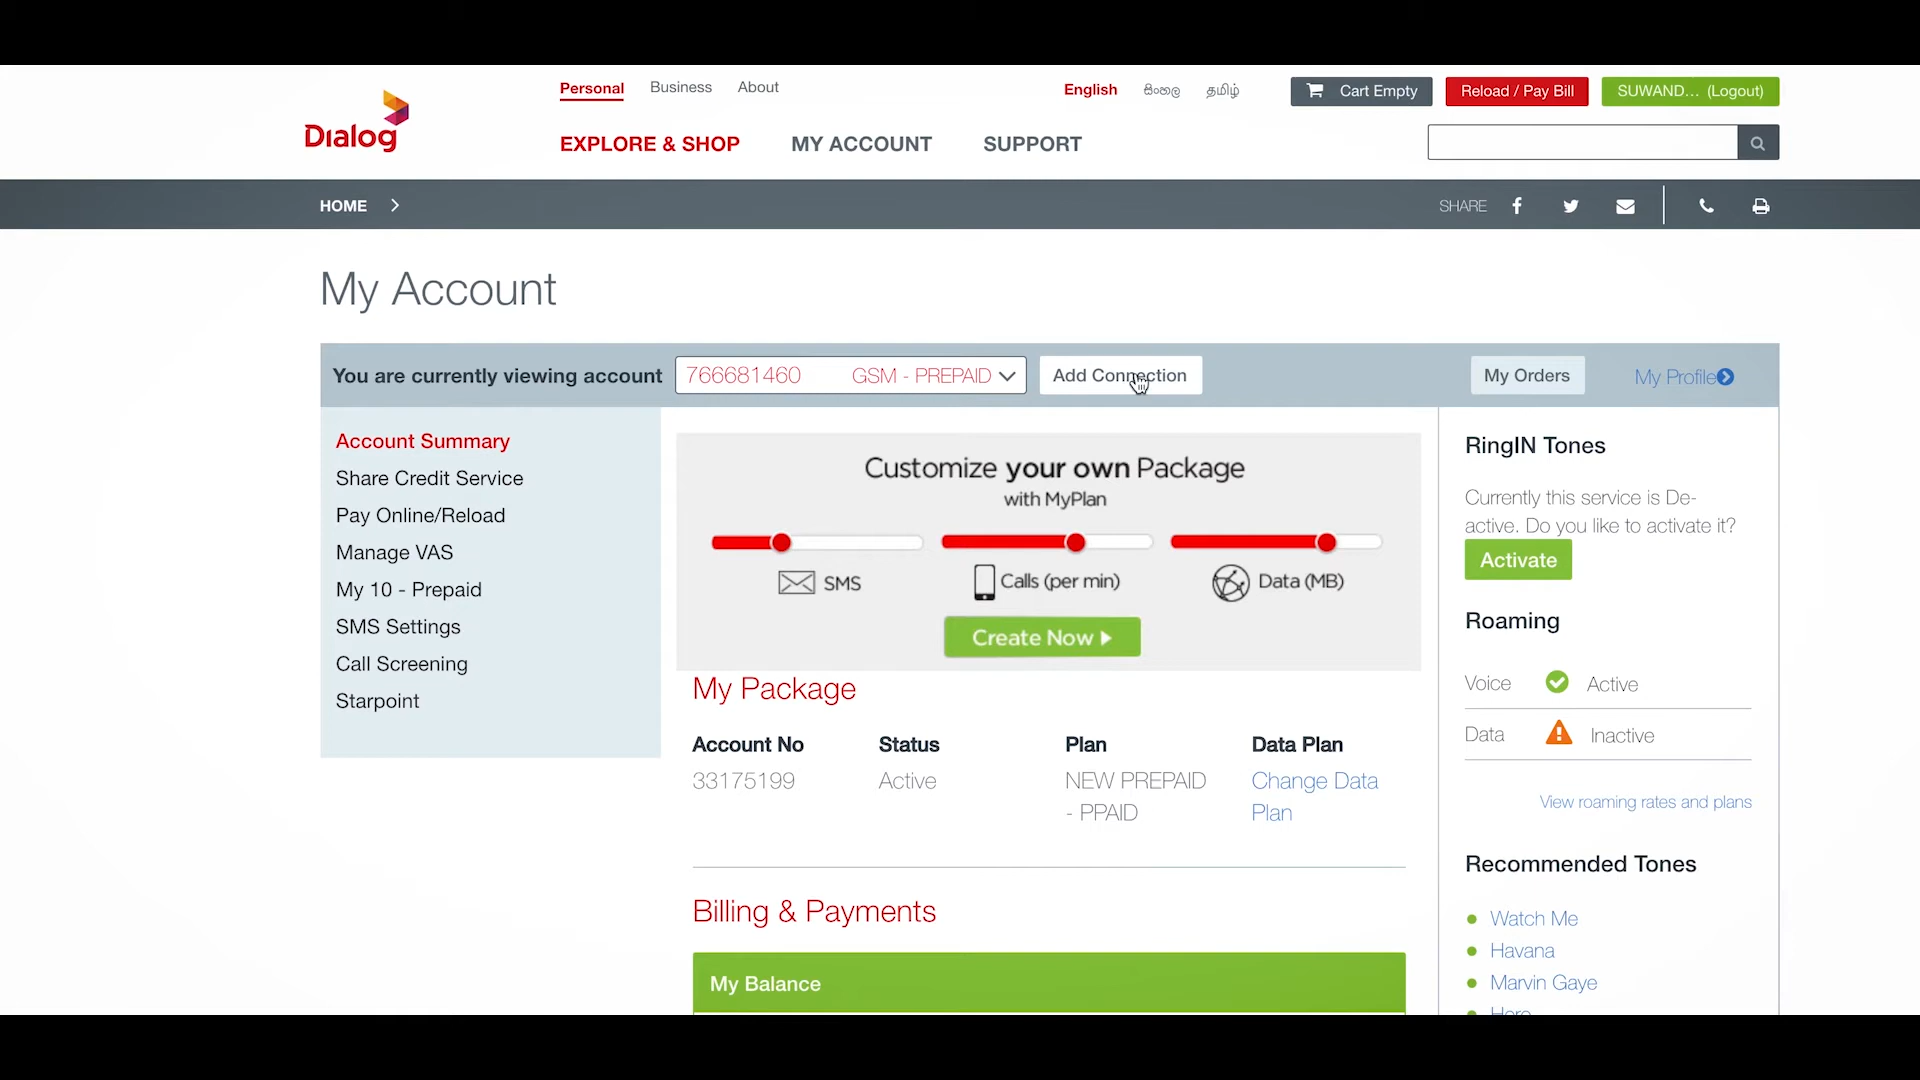 Personal Business About
English සිංහල தமிழ்
Cart Empty
Reload / Pay Bill
SUWAND... (Logout)
Dialog
EXPLORE & SHOP MY ACCOUNT SUPPORT
HOME
SHARE
My Account
You are currently viewing account
766681460 GSM - PREPAID
Add Connection
My Orders
My Profile
Account Summary
Share Credit Service
Pay Online/Reload
Manage VAS
My 10 - Prepaid
SMS Settings
Call Screening
Starpoint
Customize your own Package
with MyPlan
SMS
Calls (per min)
Data (MB)
Create Now
My Package
Account No Status Plan Data Plan
33175199 Active NEW PREPAID Change Data
- PPAID Plan
Billing & Payments
My Balance
RingIN Tones
Currently this service is De-
active. Do you like to activate it?
Activate
Roaming
Voice Active
Data Inactive
View roaming rates and plans
Recommended Tones
Watch Me
Havana
Marvin Gaye